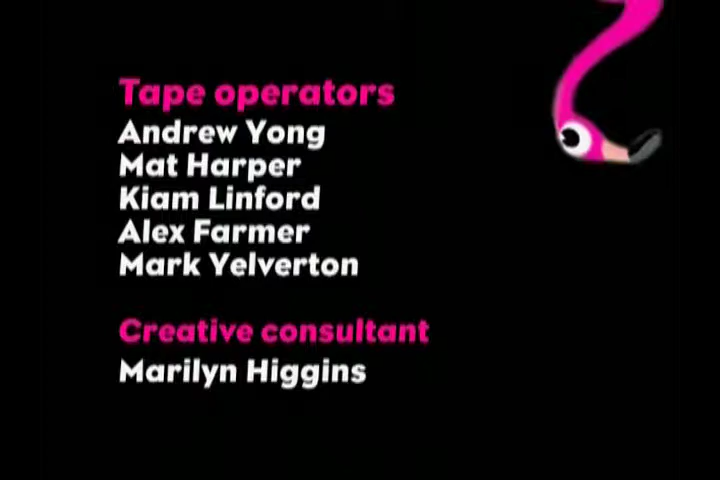 Tape operators
Andrew Yong
Mat Harper
Kiam Linford
Alex Farmer
Mark Yelverton
Creative consultant
Marilyn Higgins